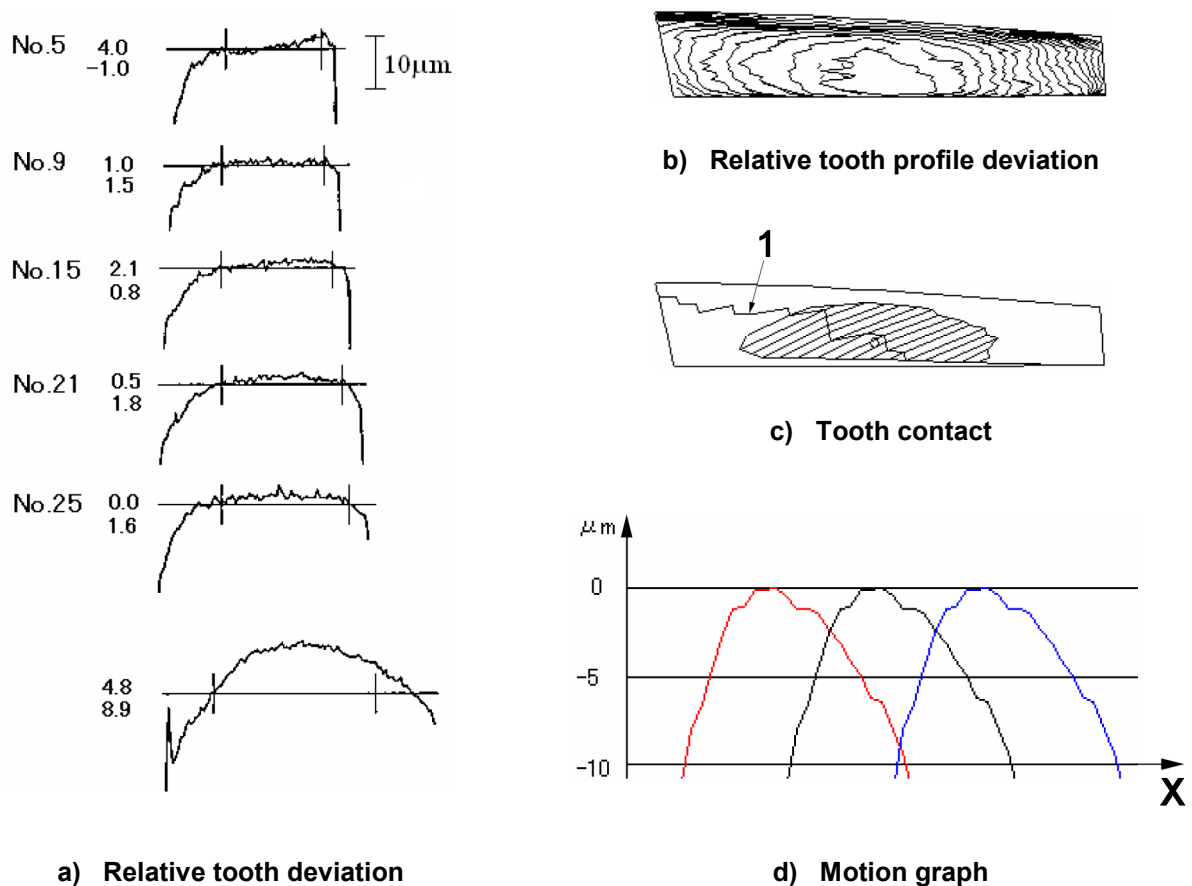 No.5 4.0
-1.0
10μm
No.9 1.0
1.5
No.15 2.1
0.8
No.21 0.5
1.8
No.25 0.0
1.6
4.8
8.9
a) Relative tooth deviation
b) Relative tooth profile deviation
1
c) Tooth contact
μm
0
-5
-10
X
d) Motion graph